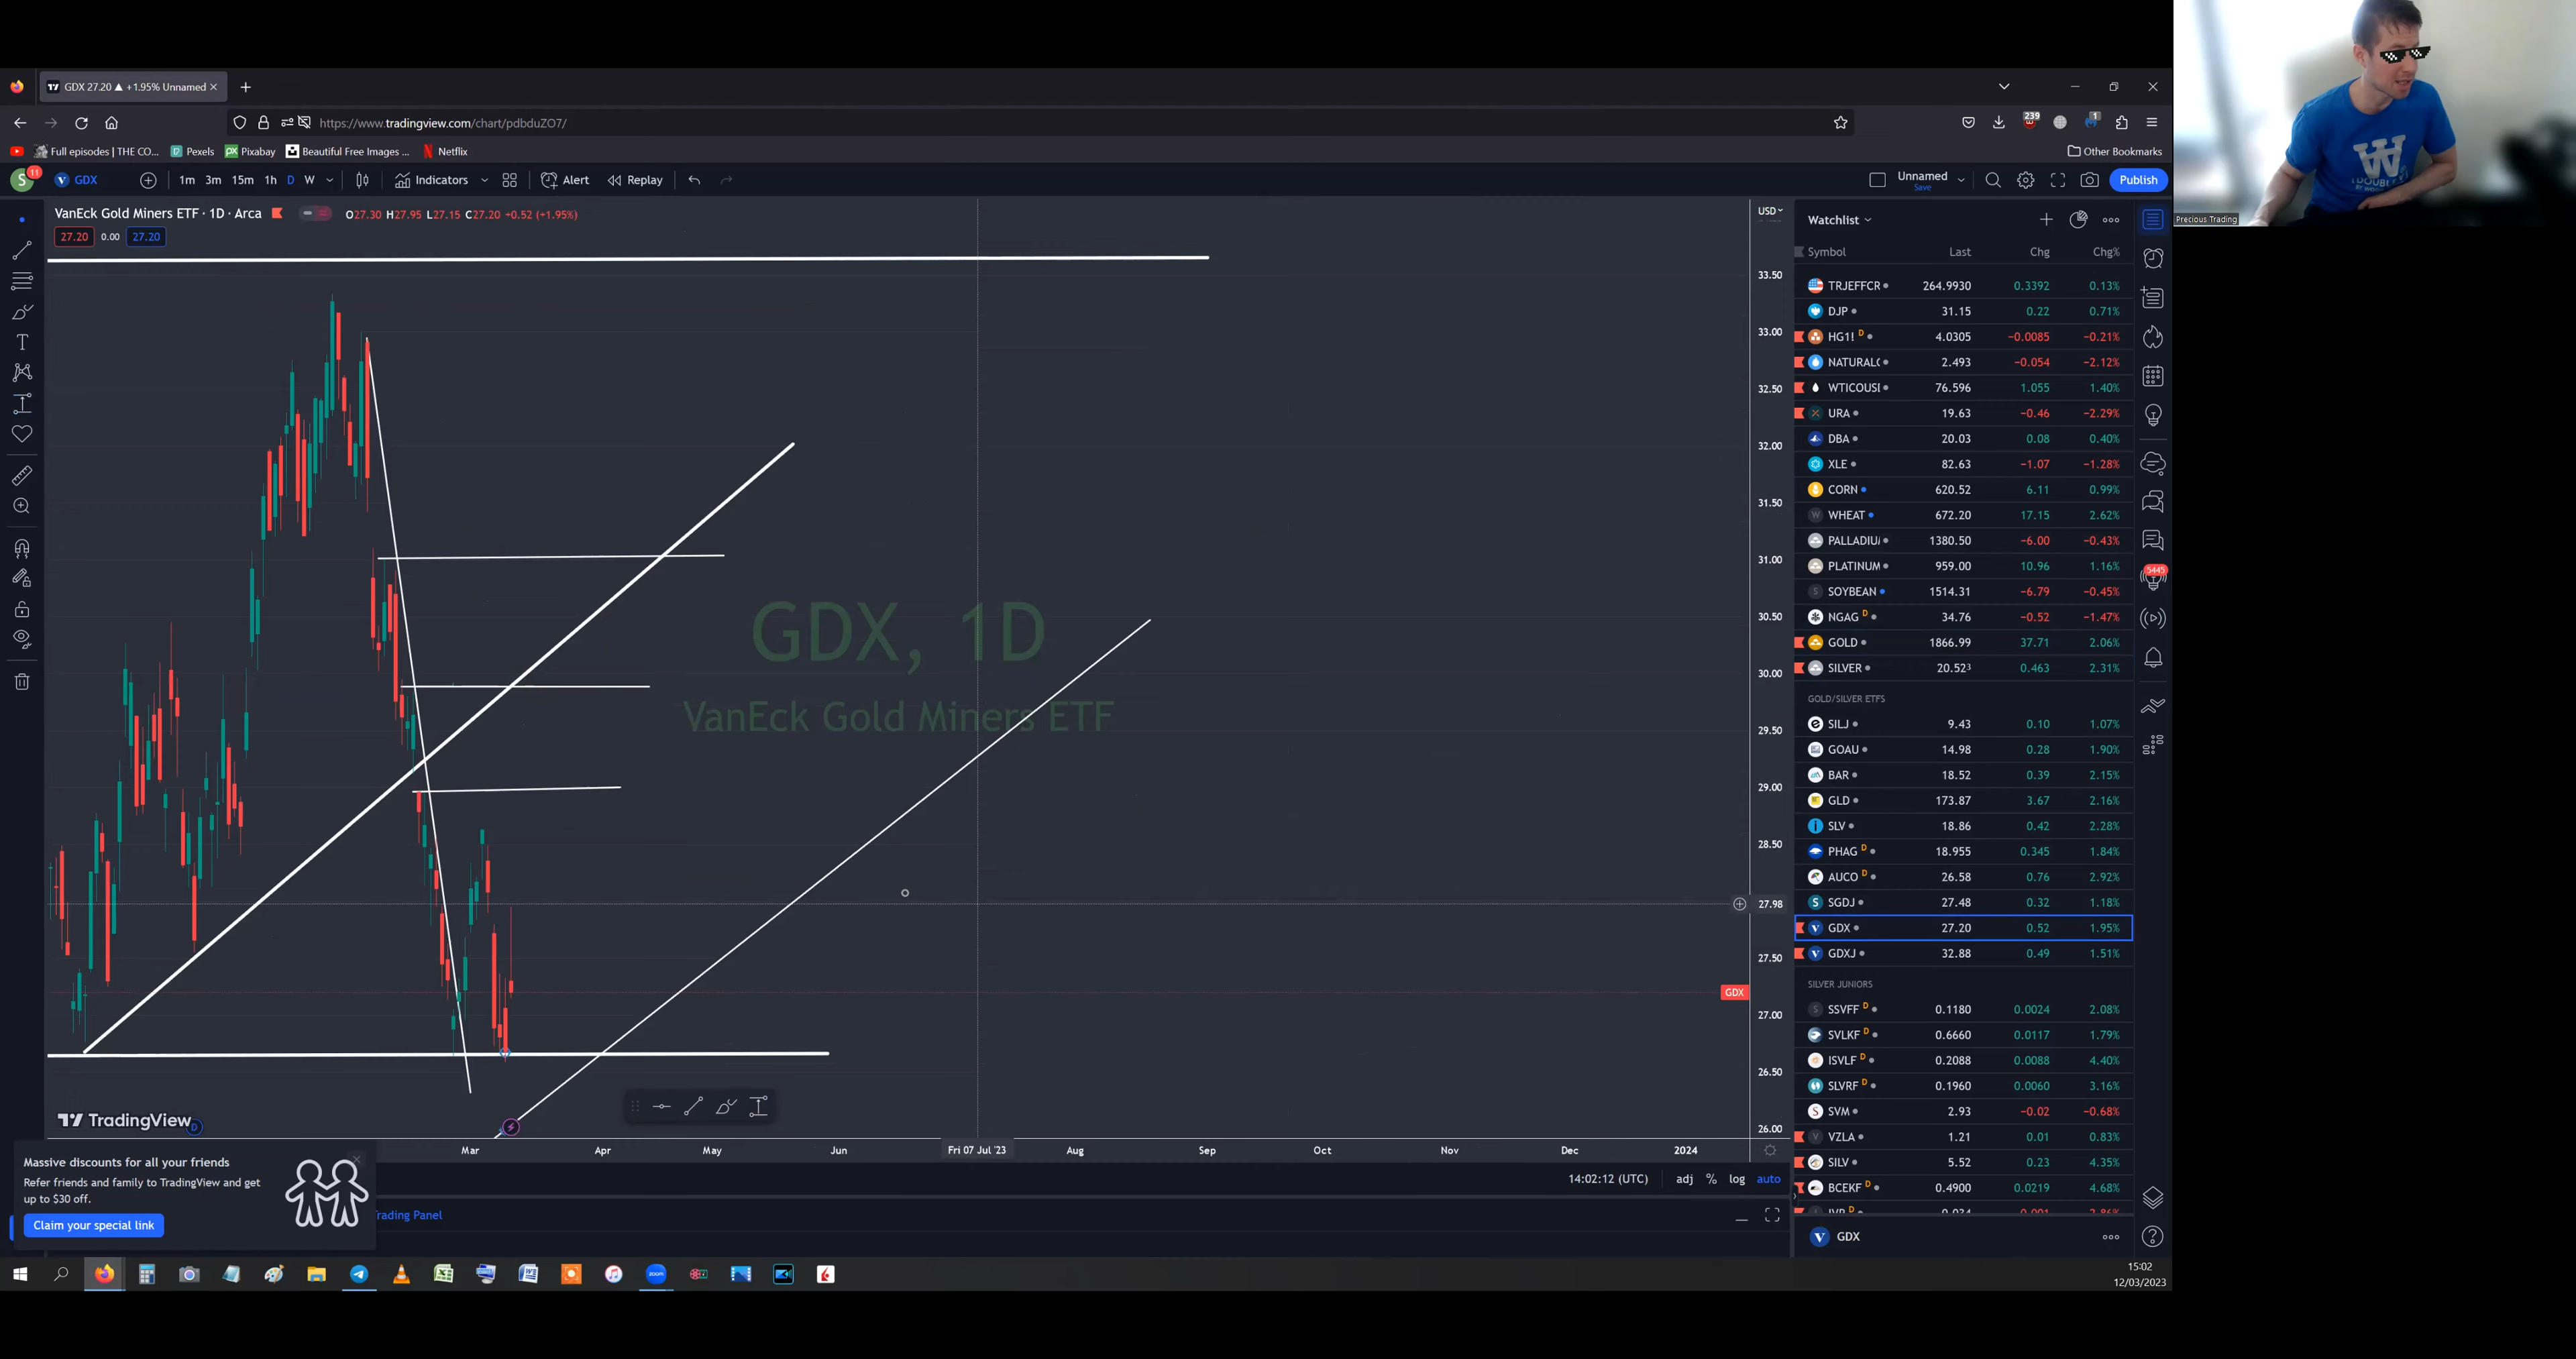 GDX 27.20 ▲ +1.95% Unnamed
https://www.tradingview.com/chart/pdbduZO7/
239
1
Full episodes | THE CO...
Pexels
Pixabay
Beautiful Free Images ...
Netflix
Other Bookmarks
S
11
GDX
1m 3m 15m 1h D W
Indicators
Alert
Replay
Unnamed
Save
Publish
Precious Trading
VanEck Gold Miners ETF · 1D · Arca
O27.30 H27.95 L27.15 C27.20 +0.52 (+1.95%)
27.20 0.00 27.20
USD
33.50
33.00
32.50
32.00
31.50
31.00
30.50
30.00
29.50
29.00
28.50
27.98
27.50
GDX
27.00
26.50
26.00
GDX, 1D
VanEck Gold Miners ETF
TradingView
D
Mar Apr May Jun Fri 07 Jul '23 Aug Sep Oct Nov Dec 2024
14:02:12 (UTC) adj % log auto
Trading Panel
Massive discounts for all your friends
Refer friends and family to TradingView and get
up to $30 off.
Claim your special link
Watchlist
Symbol Last Chg Chg%
TRJEFFCR 264.9930 0.3392 0.13%
DJP 31.15 0.22 0.71%
HG1! D 4.0305 −0.0085 −0.21%
NATURALG 2.493 −0.054 −2.12%
WTICOUSI 76.596 1.055 1.40%
URA 19.63 −0.46 −2.29%
DBA 20.03 0.08 0.40%
XLE 82.63 −1.07 −1.28%
CORN 620.52 6.11 0.99%
WHEAT 672.20 17.15 2.62%
PALLADIU 1380.50 −6.00 −0.43%
PLATINUM 959.00 10.96 1.16%
SOYBEAN 1514.31 −6.79 −0.45%
NGAG D 34.76 −0.52 −1.47%
GOLD 1866.99 37.71 2.06%
SILVER 20.523 0.463 2.31%
GOLD/SILVER ETFS
SILJ 9.43 0.10 1.07%
GOAU 14.98 0.28 1.90%
BAR 18.52 0.39 2.15%
GLD 173.87 3.67 2.16%
SLV 18.86 0.42 2.28%
PHAG D 18.955 0.345 1.84%
AUCO D 26.58 0.76 2.92%
SGDJ 27.48 0.32 1.18%
GDX 27.20 0.52 1.95%
GDXJ 32.88 0.49 1.51%
SILVER JUNIORS
SSVFF D 0.1180 0.0024 2.08%
SVLKF D 0.6660 0.0117 1.79%
ISVLF D 0.2088 0.0088 4.40%
SLVRF D 0.1960 0.0060 3.16%
SVM 2.93 −0.02 −0.68%
VZLA 1.21 0.01 0.83%
SILV 5.52 0.23 4.35%
BCEKF D 0.4900 0.0219 4.68%
GDX
5445
zoom
15:02
12/03/2023